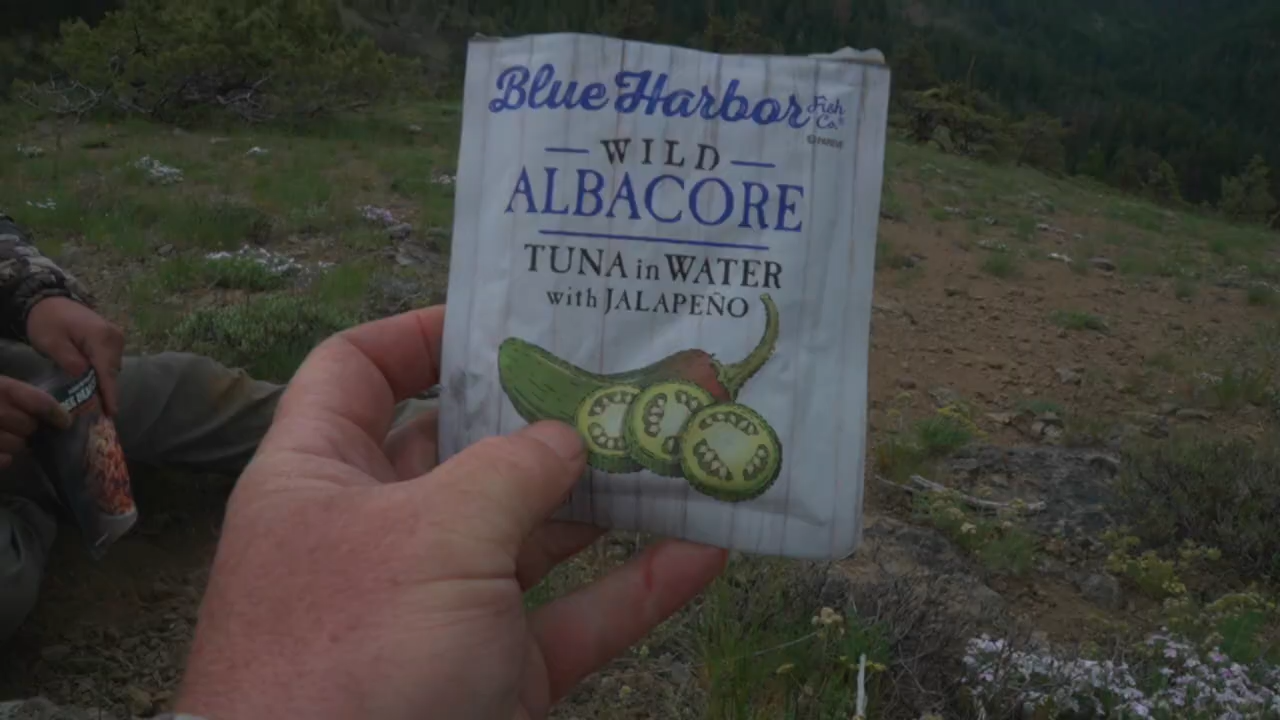 Blue Harbor Fish Co.®
WILD
ALBACORE
TUNA in WATER
with JALAPEÑO